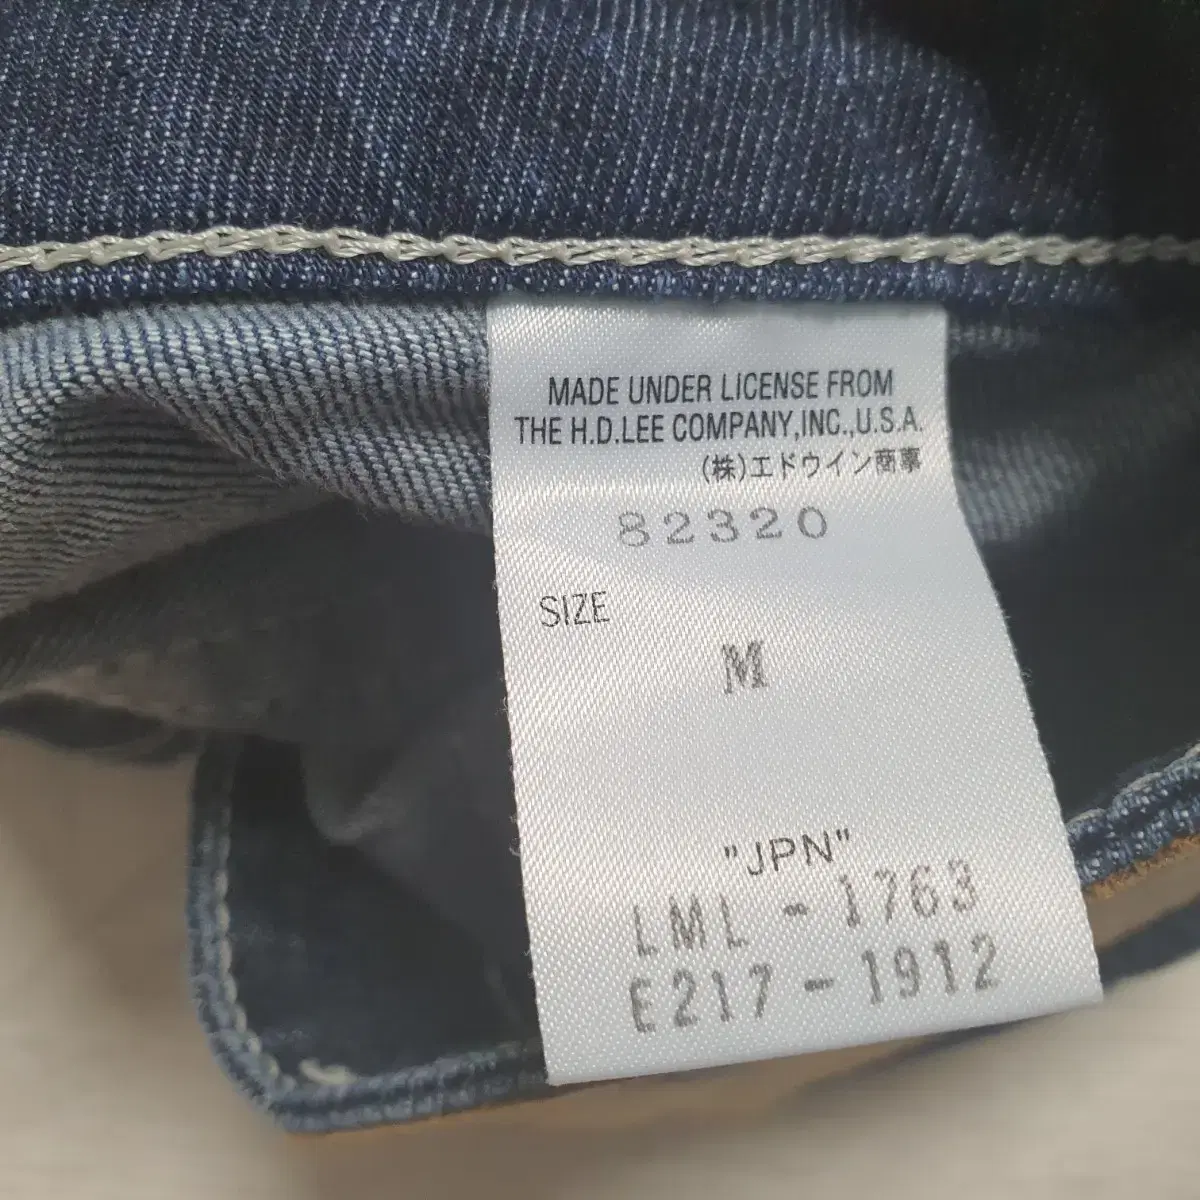 MADE UNDER LICENSE FROM
THE H.D.LEE COMPANY,INC.,U.S.A.
(株)エドウイン商事
82320
SIZE
M
"JPN"
LML - 1763
E217 - 1912